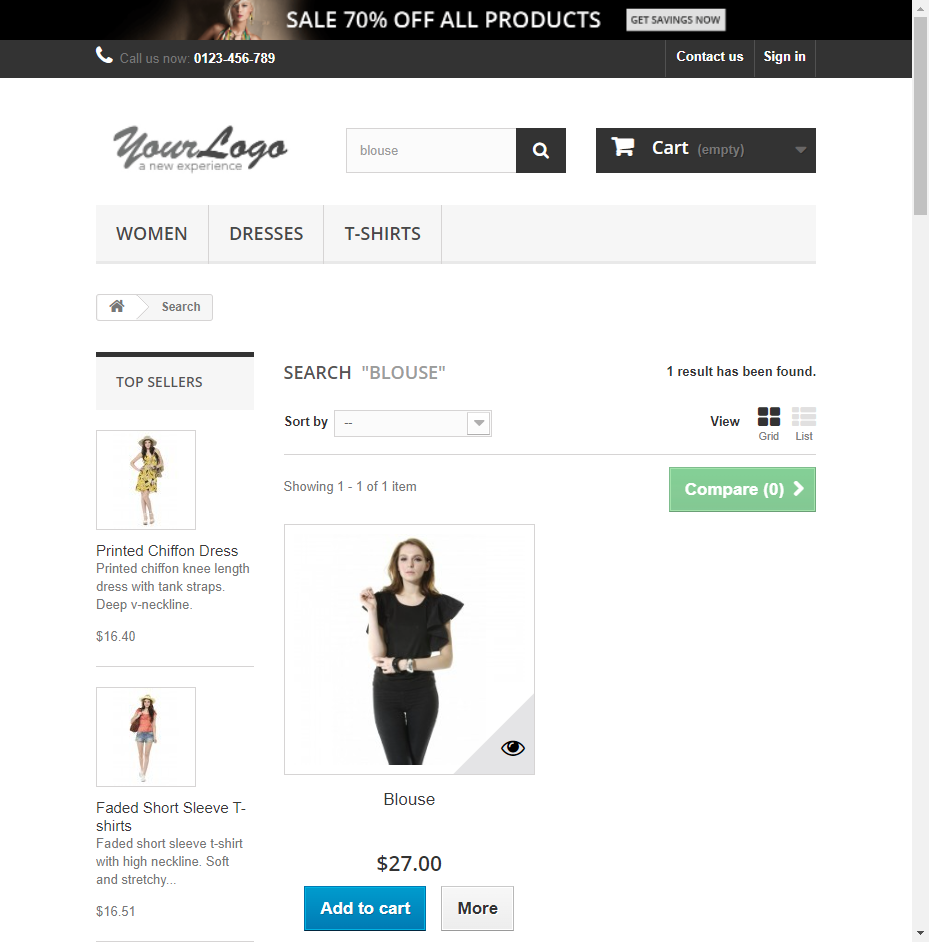 SALE 70% OFF ALL PRODUCTS GET SAVINGS NOW
Call us now: 0123-456-789
Contact us
Sign in
YourLogo
a new experience
blouse
Cart (empty)
WOMEN
DRESSES
T-SHIRTS
Search
TOP SELLERS
Printed Chiffon Dress
Printed chiffon knee length
dress with tank straps.
Deep v-neckline.
$16.40
Faded Short Sleeve T-
shirts
Faded short sleeve t-shirt
with high neckline. Soft
and stretchy...
$16.51
SEARCH "BLOUSE"
1 result has been found.
Sort by --
View
Grid
List
Showing 1 - 1 of 1 item
Compare (0)
Blouse
$27.00
Add to cart
More